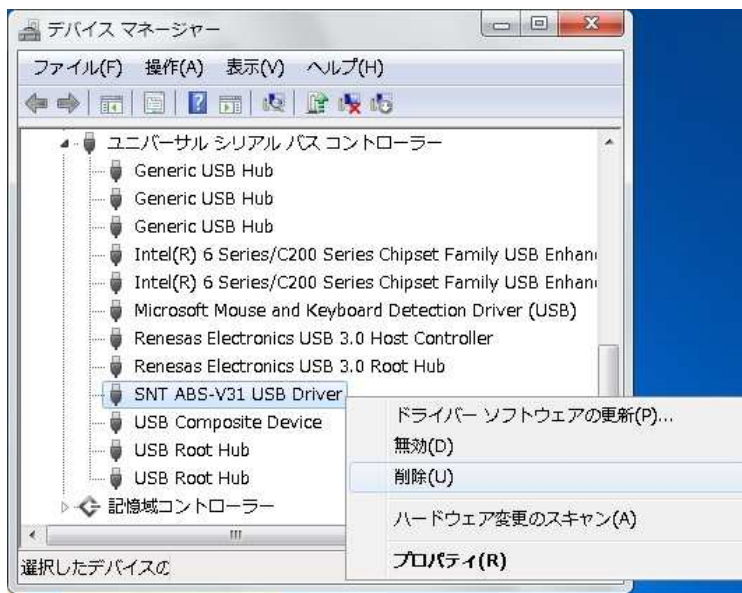 デバイス マネージャー
ファイル(F) 操作(A) 表示(V) ヘルプ(H)
ユニバーサル シリアル バス コントローラー
Generic USB Hub
Generic USB Hub
Generic USB Hub
Intel(R) 6 Series/C200 Series Chipset Family USB Enhan
Intel(R) 6 Series/C200 Series Chipset Family USB Enhan
Microsoft Mouse and Keyboard Detection Driver (USB)
Renesas Electronics USB 3.0 Host Controller
Renesas Electronics USB 3.0 Root Hub
SNT ABS-V31 USB Driver
USB Composite Device
USB Root Hub
USB Root Hub
記憶域コントローラー
選択したデバイスの
ドライバー ソフトウェアの更新(P)...
無効(D)
削除(U)
ハードウェア変更のスキャン(A)
プロパティ(R)